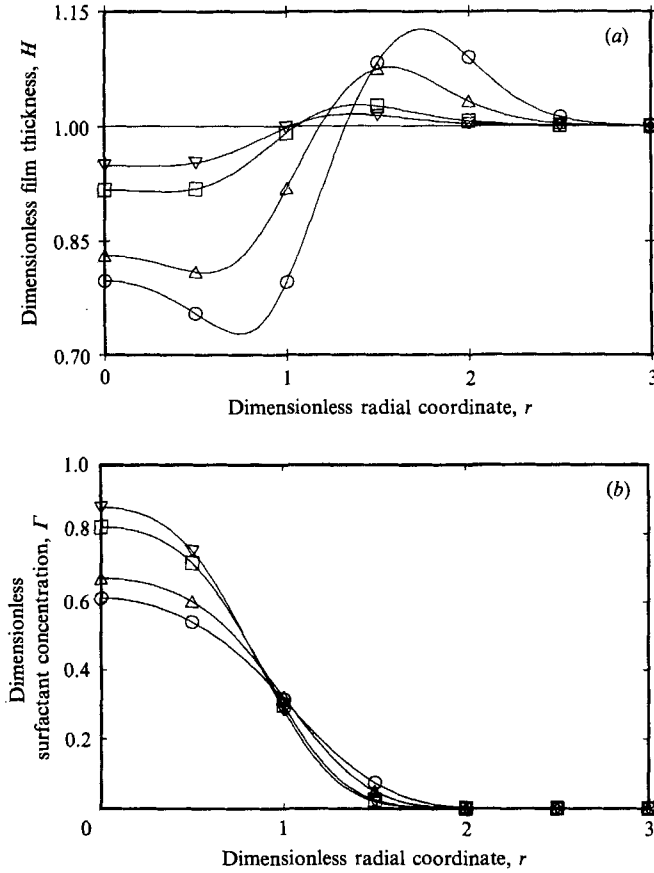 1.15
(a)
1.00
0.85
0.70
Dimensionless film thickness, H
0
1
2
3
Dimensionless radial coordinate, r
1.0
(b)
0.8
0.6
0.4
0.2
Dimensionless
surfactant concentration, Γ
0
1
2
3
Dimensionless radial coordinate, r